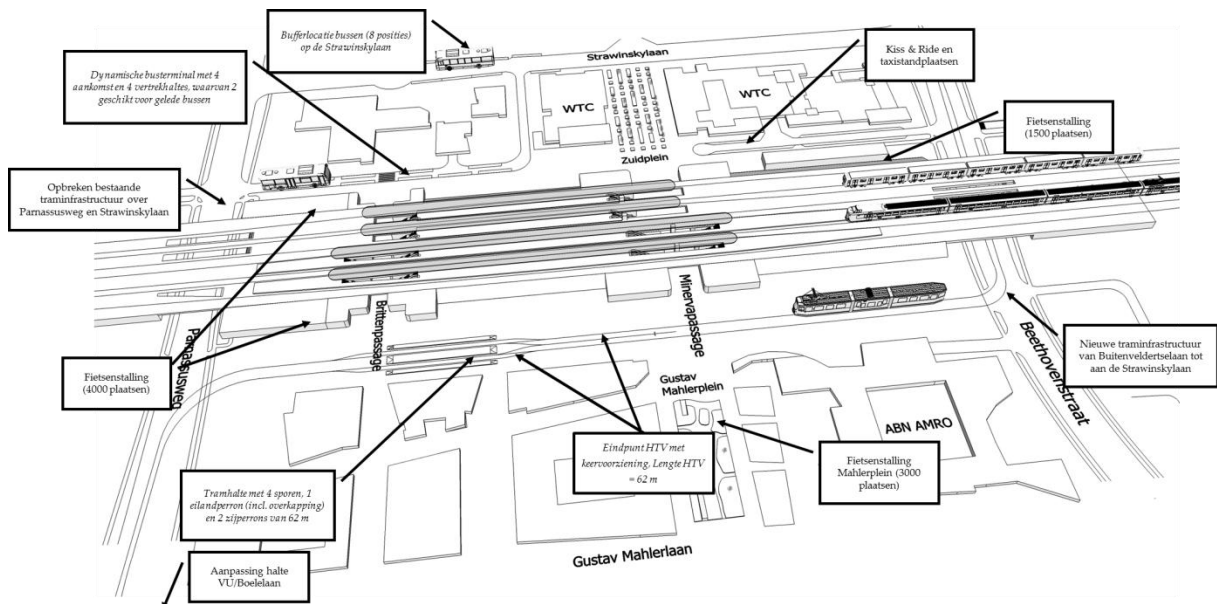 Bufferlocatie bussen (8 posities)
op de Strawinskylaan
Strawinskylaan
Kiss & Ride en
taxistandplaatsen
Dynamische busterminal met 4
aankomst en 4 vertrekhaltes, waarvan 2
geschikt voor gelede bussen
WTC
WTC
Fietsenstalling
(1500 plaatsen)
Zuidplein
Opbreken bestaande
traminfrastructuur over
Parnassusweg en Strawinskylaan
Brittenpassage
Minervapassage
Parnassusweg
Beethovenstraat
Nieuwe traminfrastructuur
van Buitenveldertselaan tot
aan de Strawinskylaan
Fietsenstalling
(4000 plaatsen)
Gustav
Mahlerplein
ABN AMRO
Eindpunt HTV met
keervoorziening, Lengte HTV
= 62 m
Fietsenstalling
Mahlerplein (3000
plaatsen)
Tramhalte met 4 sporen, 1
eilandperron (incl. overkapping)
en 2 zijperrons van 62 m
Gustav Mahlerlaan
Aanpassing halte
VU/Boelelaan